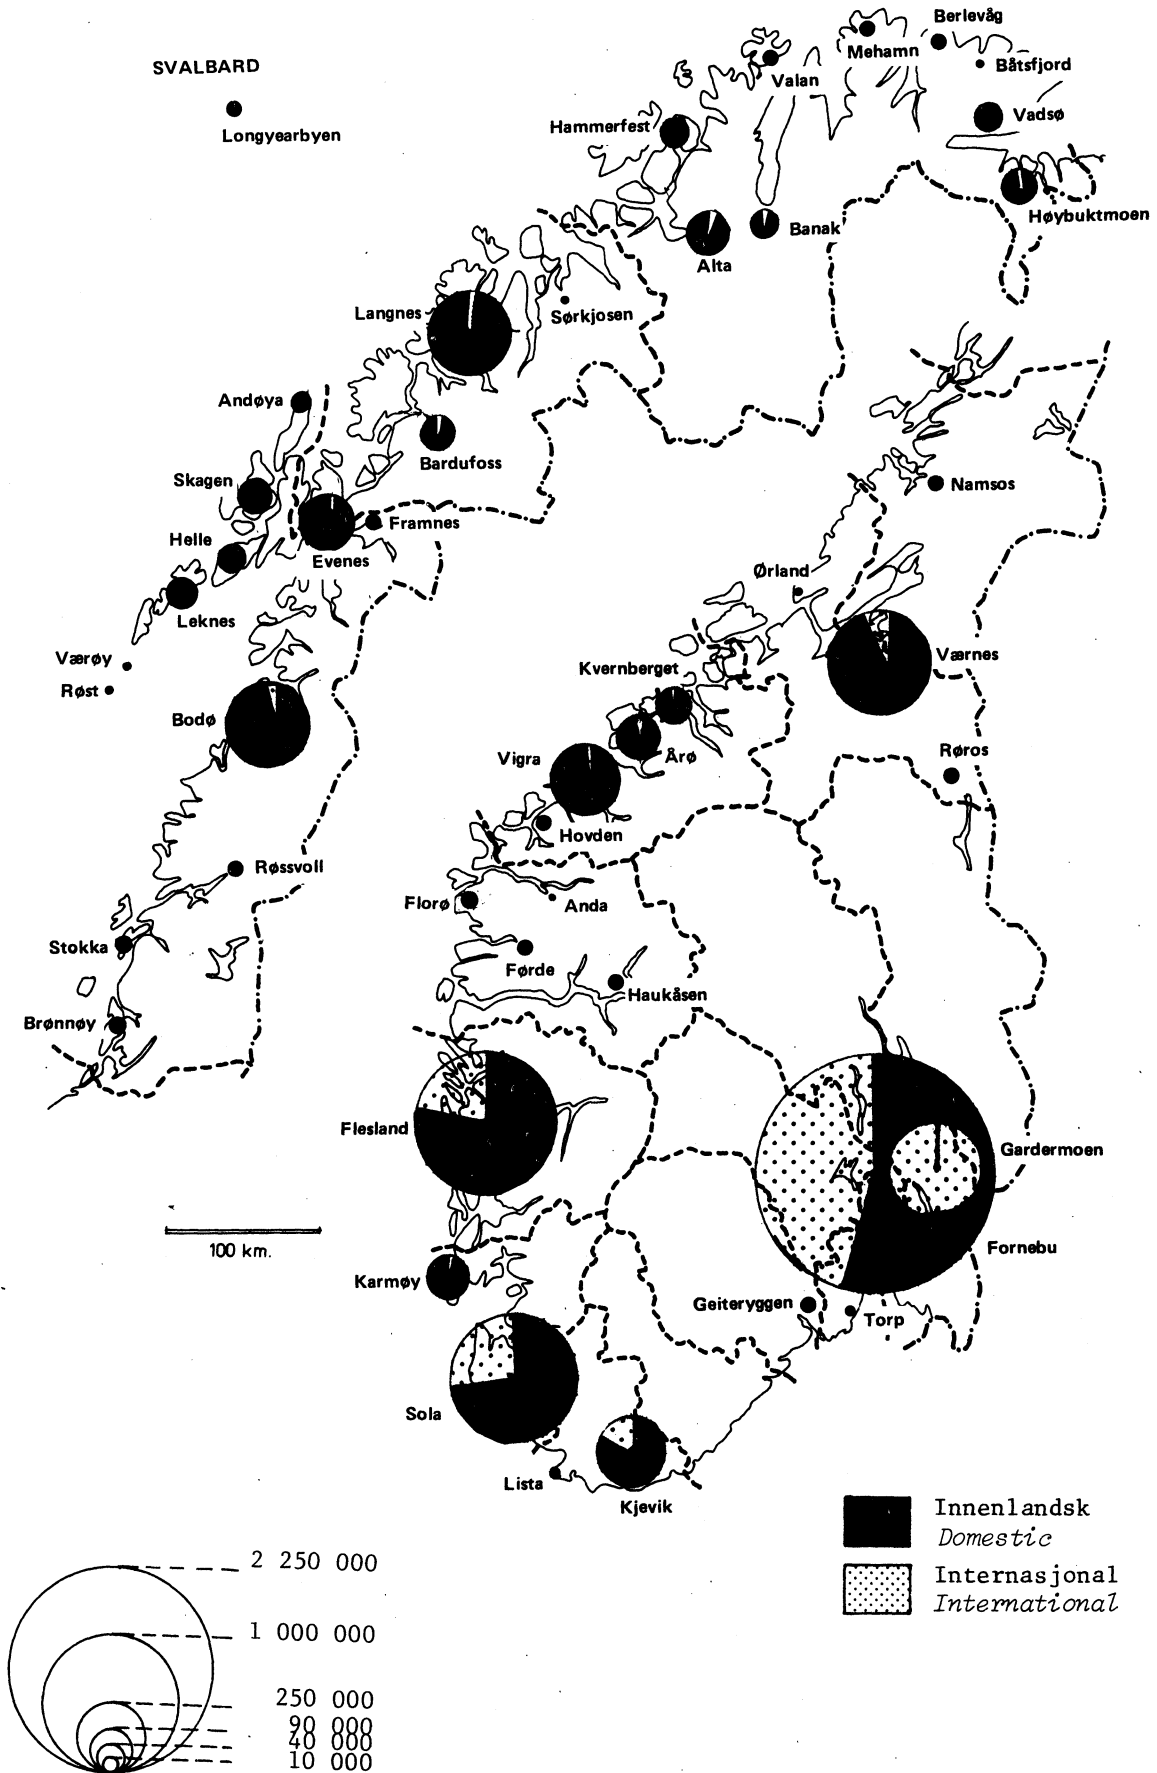 Berlevåg
Mehamn
SVALBARD
Båtsfjord
Valan
Longyearbyen
Hammerfest
Vadsø
Høybuktmoen
Banak
Alta
Langnes
Sørkjosen
Andøya
Bardufoss
Skagen
Namsos
Framnes
Helle
Evenes
Ørland
Leknes
Værøy
Værnes
Kvernberget
Røst
Bodø
Røros
Vigra
Årø
Hovden
Røssvoll
Florø
Anda
Stokka
Førde
Haukåsen
Brønnøy
Flesland
Gardermoen
100 km.
Fornebu
Karmøy
Geiteryggen
Torp
Sola
Lista
Kjevik
Innenlandsk
Domestic
Internasjonal
International
2 250 000
1 000 000
250 000
90 000
40 000
10 000